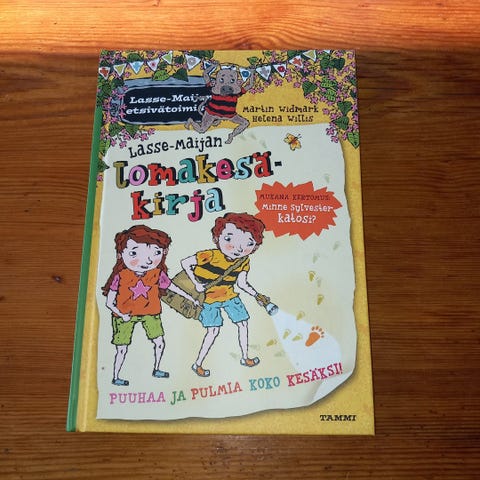 Lasse-Maijan
etsivätoimi
Martin Widmark
Helena Willis
Lasse-Maijan
lomakesä-
kirja
MUKANA KERTOMUS:
Minne Sylvester
katosi?
PUUHAA JA PULMIA KOKO KESÄKSI!
TAMMI